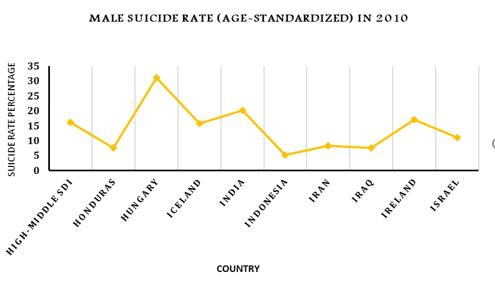 MALE SUICIDE RATE (AGE-STANDARDIZED) IN 2010
SUICIDE RATE PERCENTAGE
35
30
25
20
15
10
5
0
HIGH-MIDDLE SDI
HONDURAS
HUNGARY
ICELAND
INDIA
INDONESIA
IRAN
IRAQ
IRELAND
ISRAEL
COUNTRY